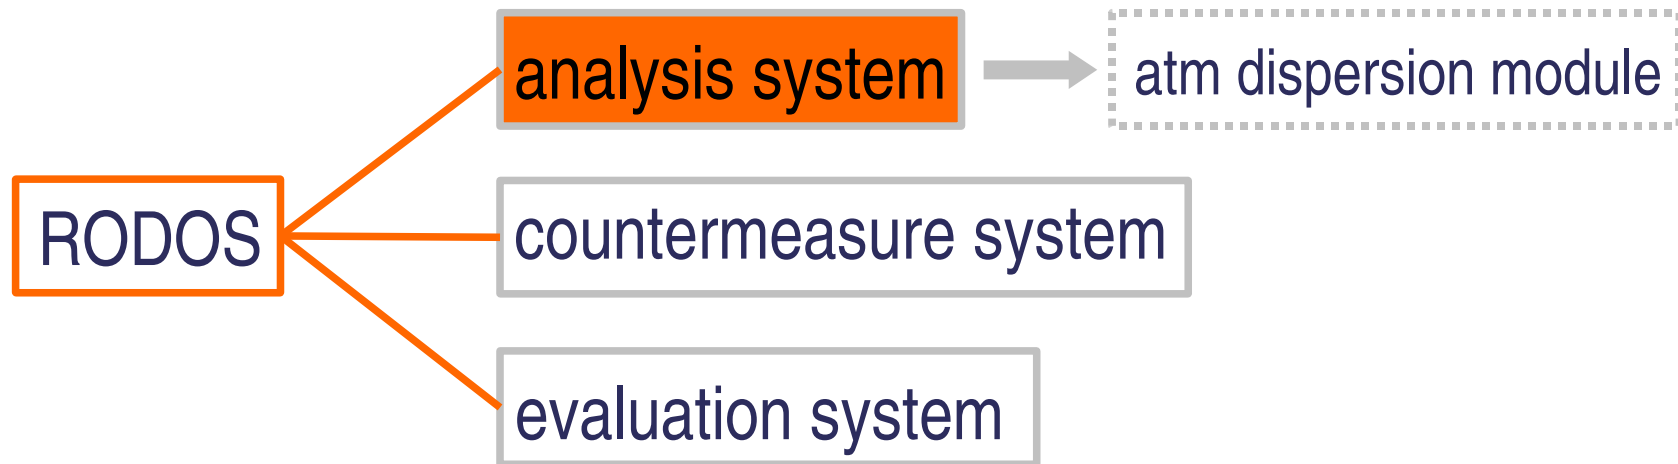 analysis system
atm dispersion module
RODOS
countermeasure system
evaluation system